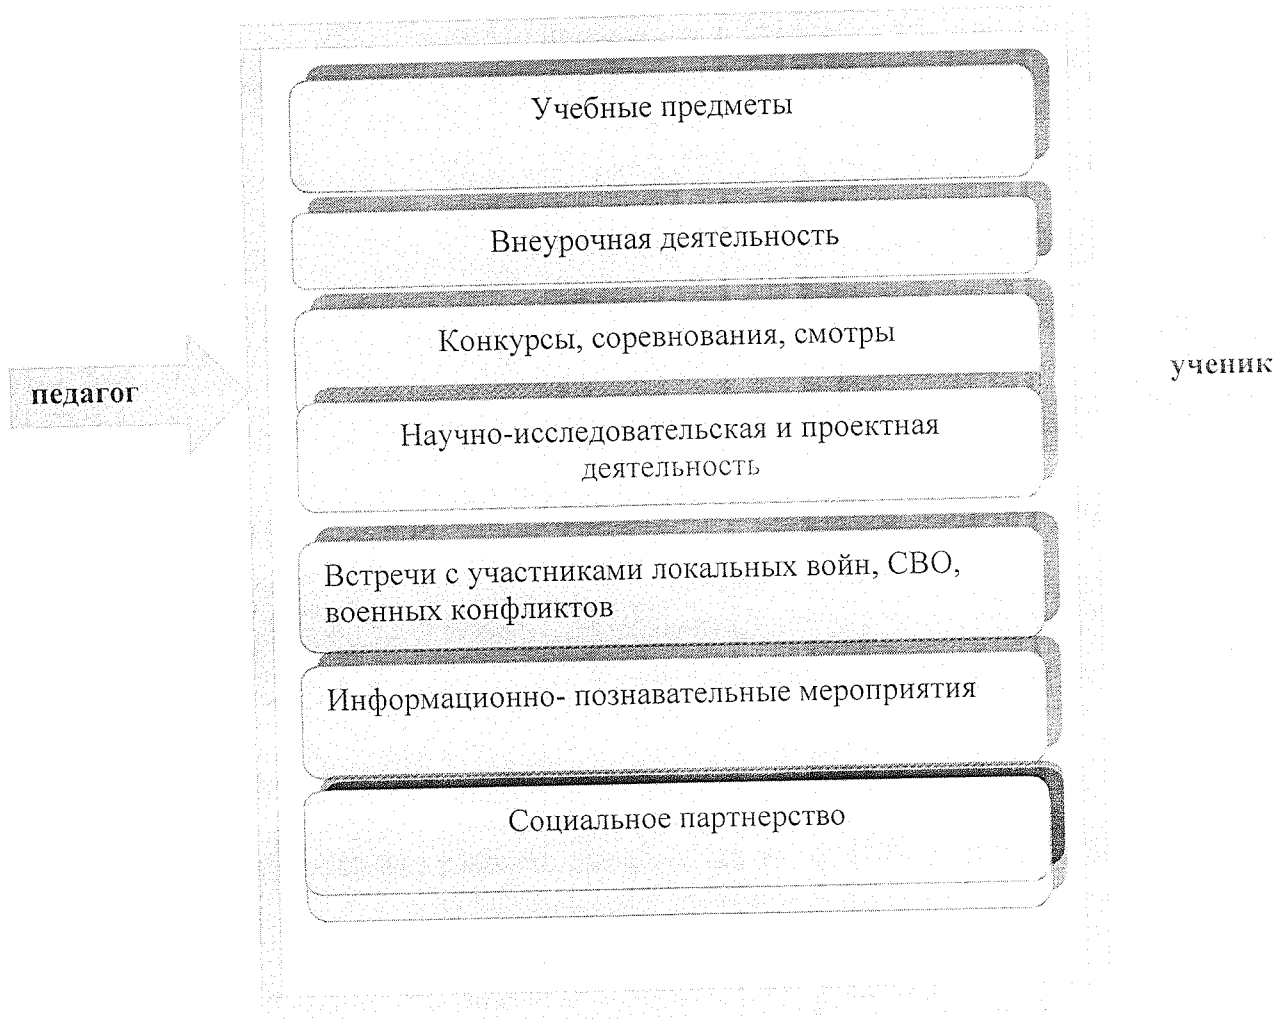 Учебные предметы
Внеурочная деятельность
Конкурсы, соревнования, смотры
педагог
ученик
Научно-исследовательская и проектная
деятельность
Встречи с участниками локальных войн, СВО,
военных конфликтов
Информационно- познавательные мероприятия
Социальное партнерство